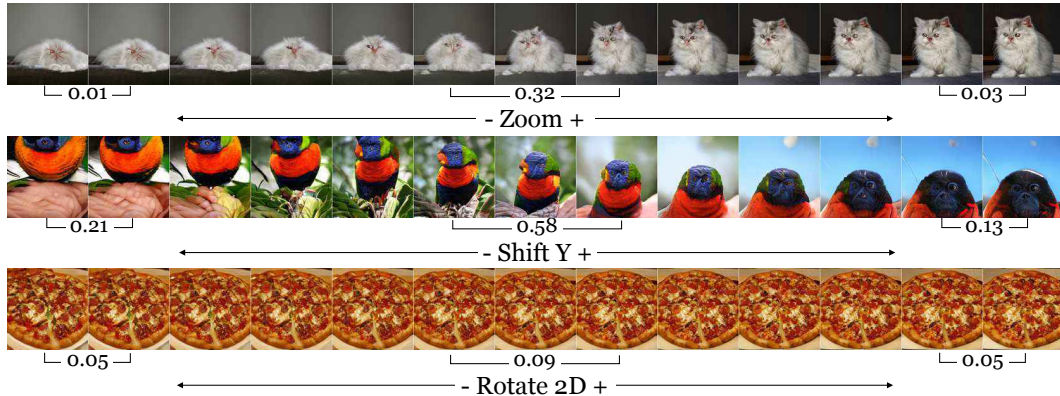 0.01 0.32 0.03
- Zoom +
0.21 0.58 0.13
- Shift Y +
0.05 0.09 0.05
- Rotate 2D +